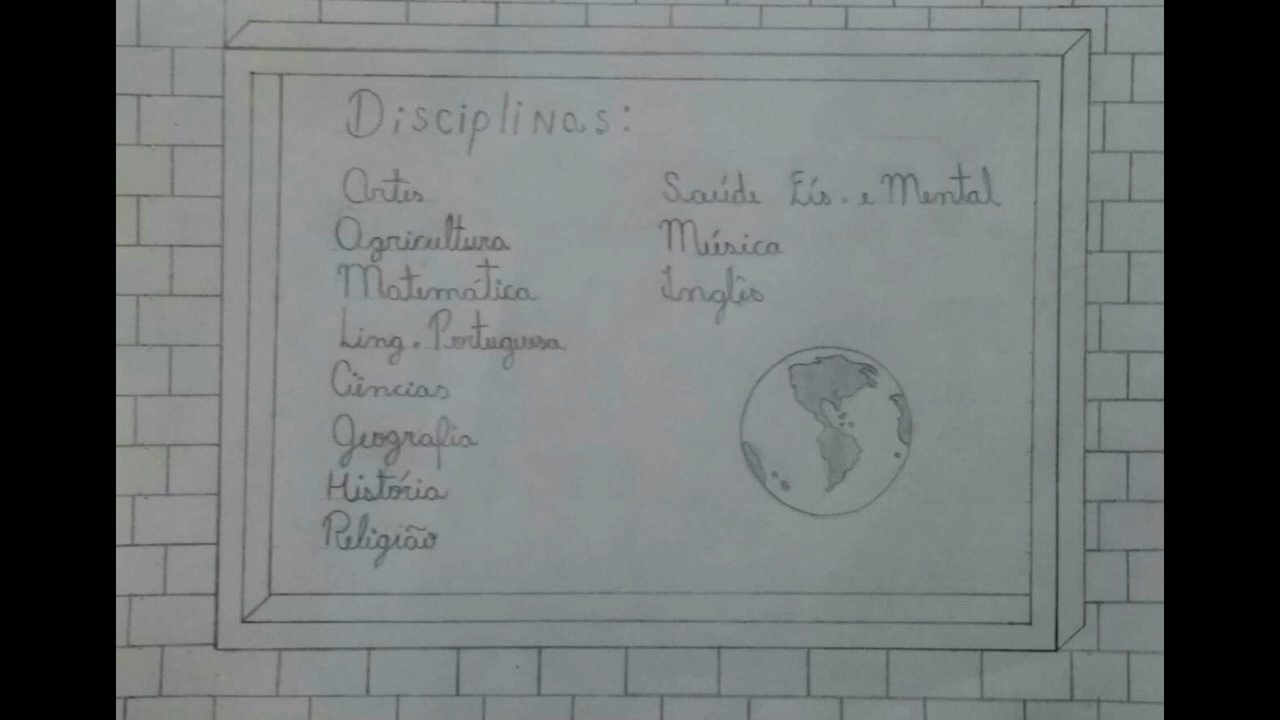 Disciplinas:
Artes
Agricultura
Matemática
Ling. Portuguesa
Ciências
Geografia
História
Religião
Saúde Fís. e Mental
Música
Inglês